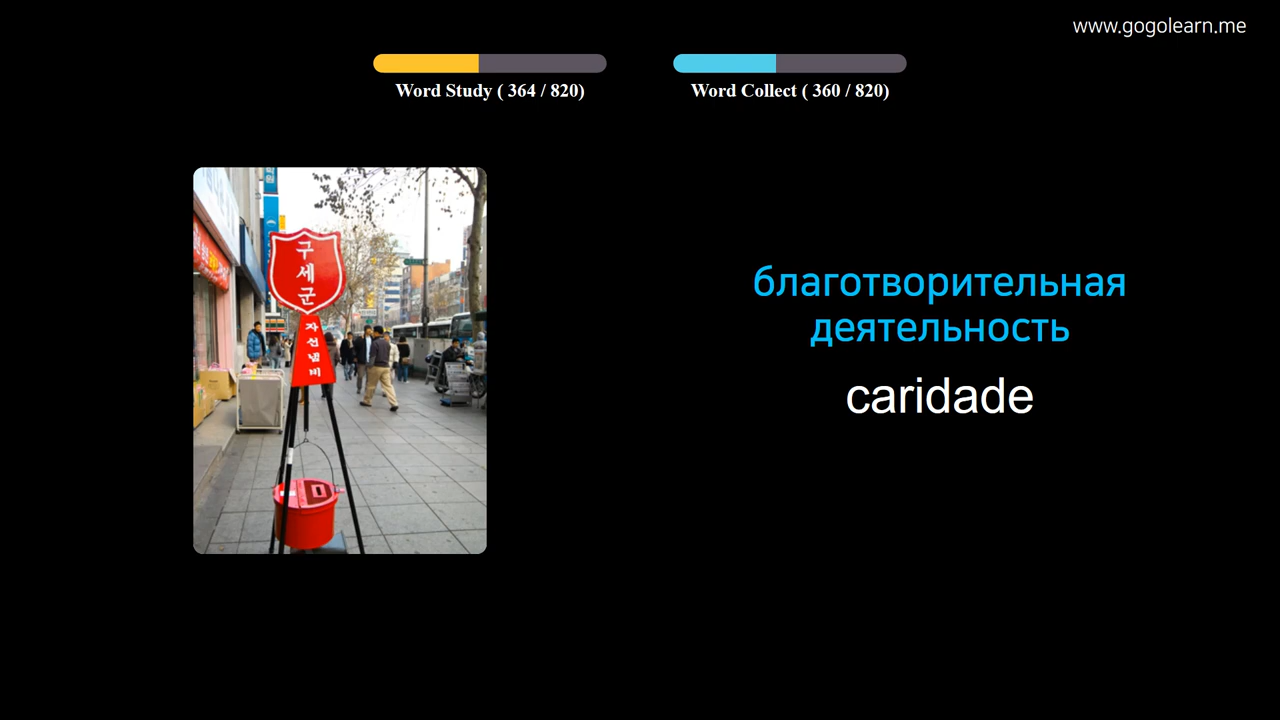 www.gogolearn.me
Word Study ( 364 / 820)
Word Collect ( 360 / 820)
구
세
군
자
선
냄
비
благотворительная
деятельность
caridade